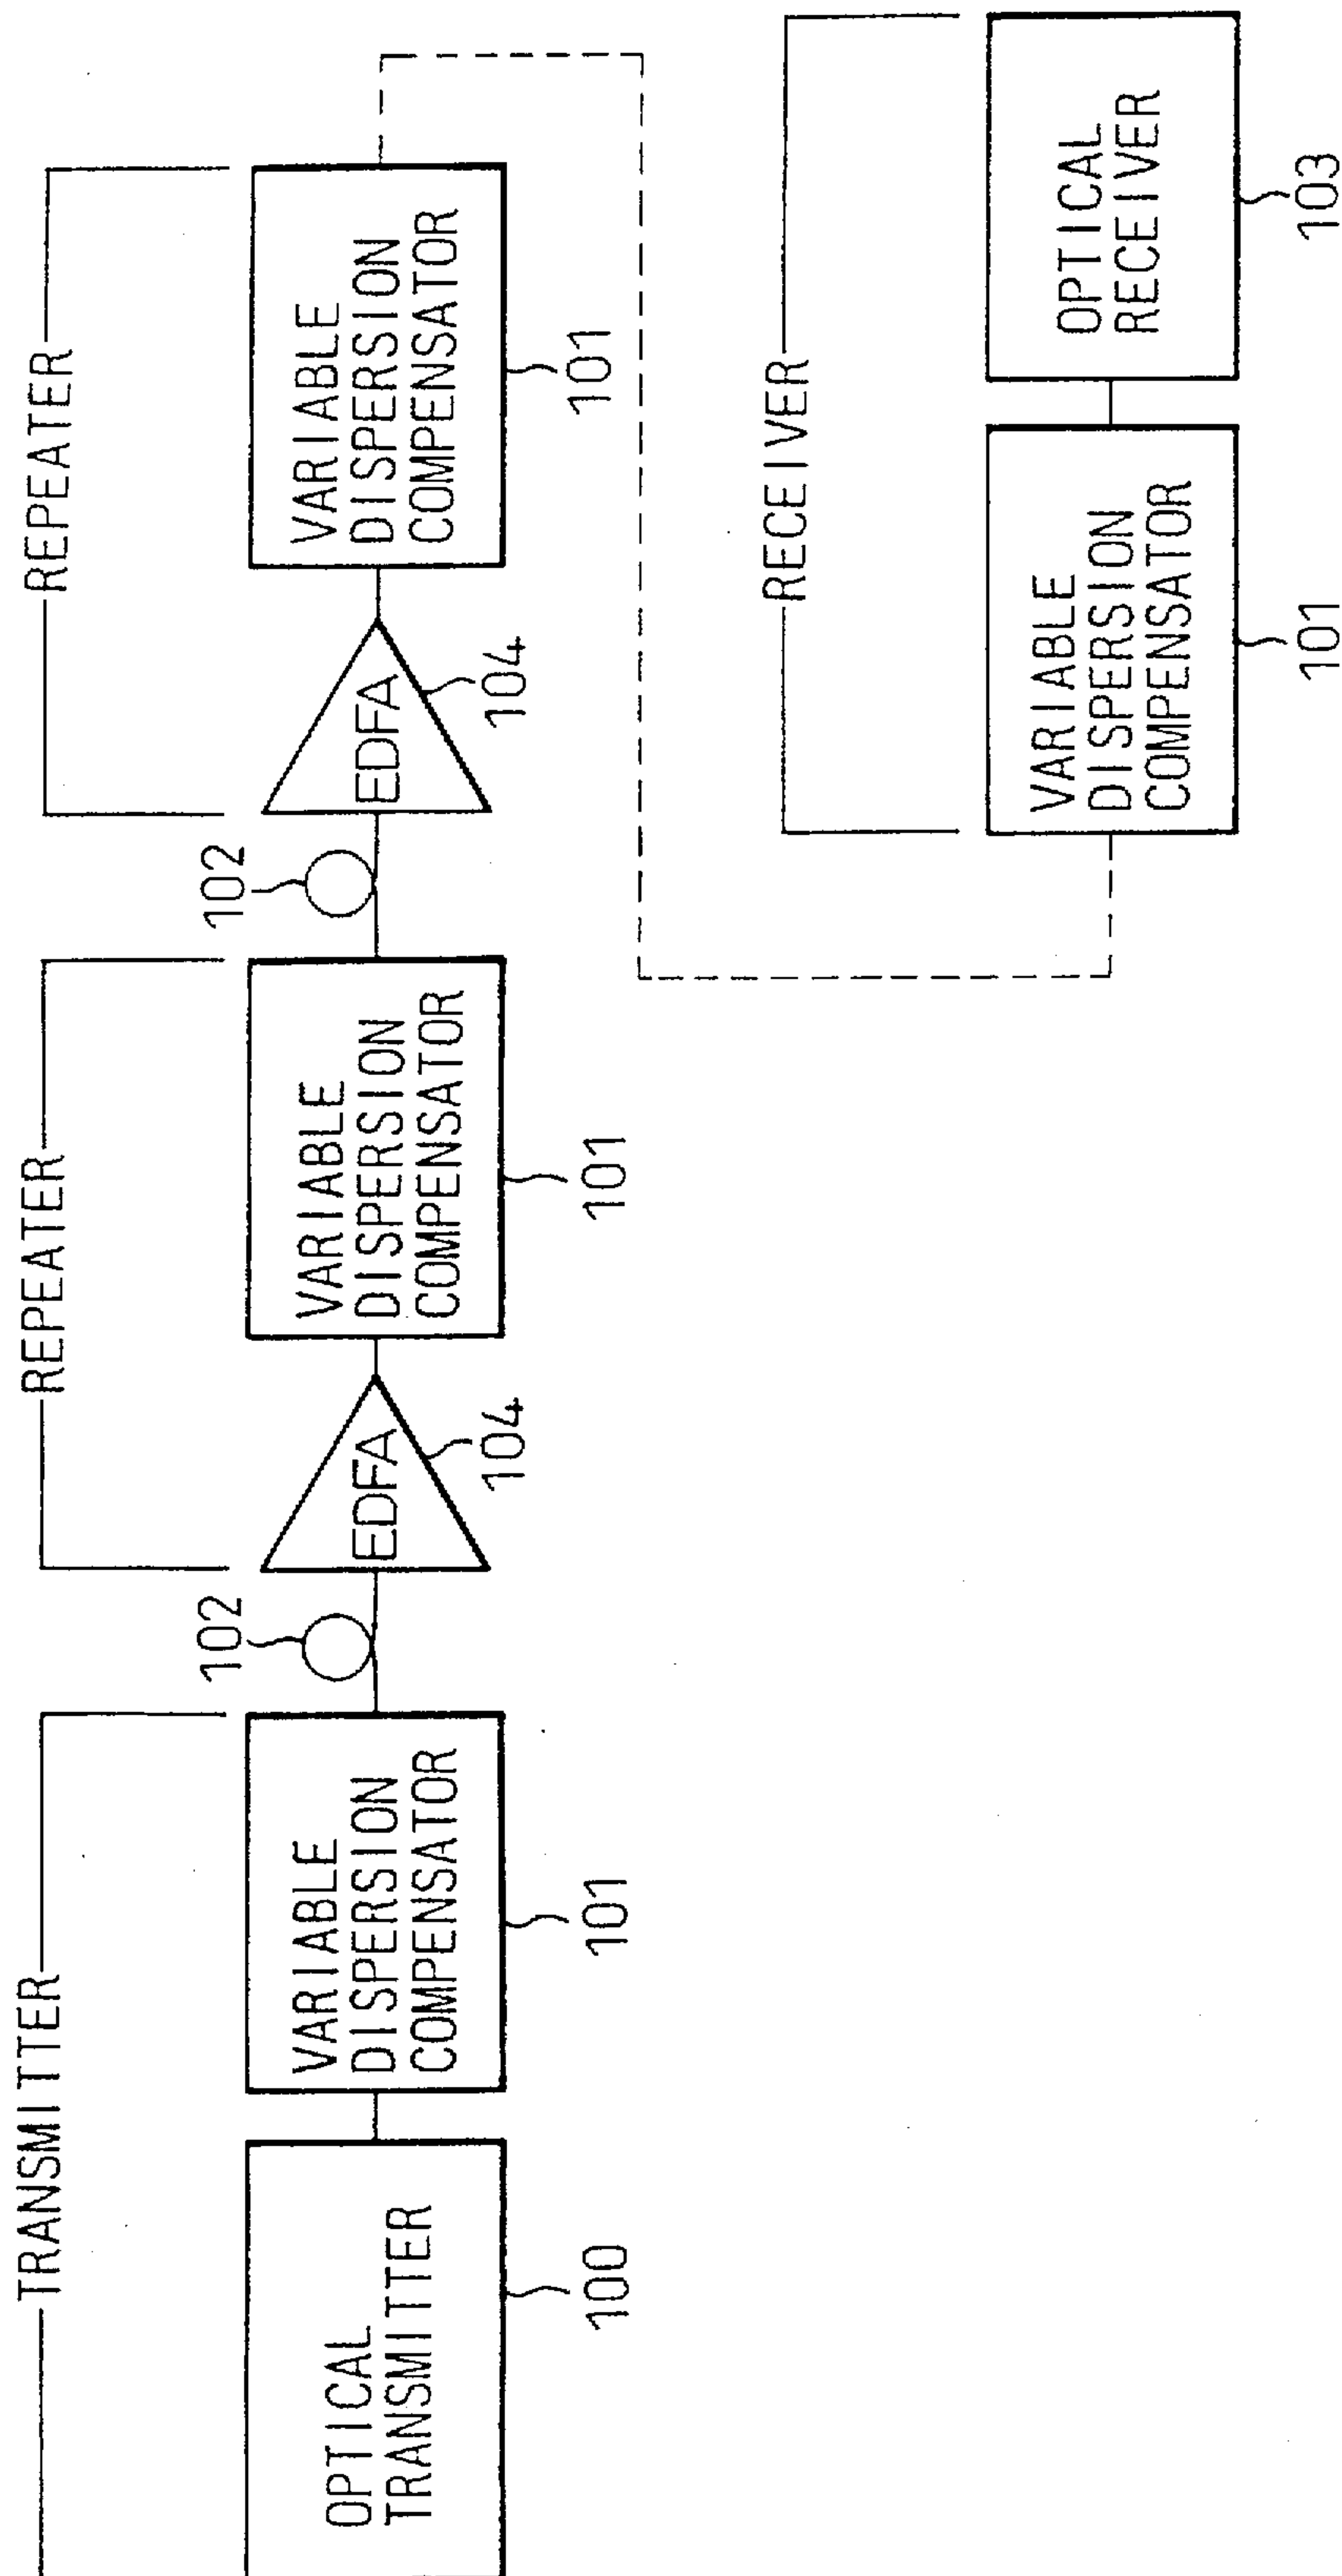 TRANSMITTER
REPEATER
REPEATER
OPTICAL
TRANSMITTER
100
VARIABLE
DISPERSION
COMPENSATOR
101
102
EDFA
104
VARIABLE
DISPERSION
COMPENSATOR
101
102
EDFA
104
VARIABLE
DISPERSION
COMPENSATOR
101
RECEIVER
VARIABLE
DISPERSION
COMPENSATOR
101
OPTICAL
RECEIVER
103